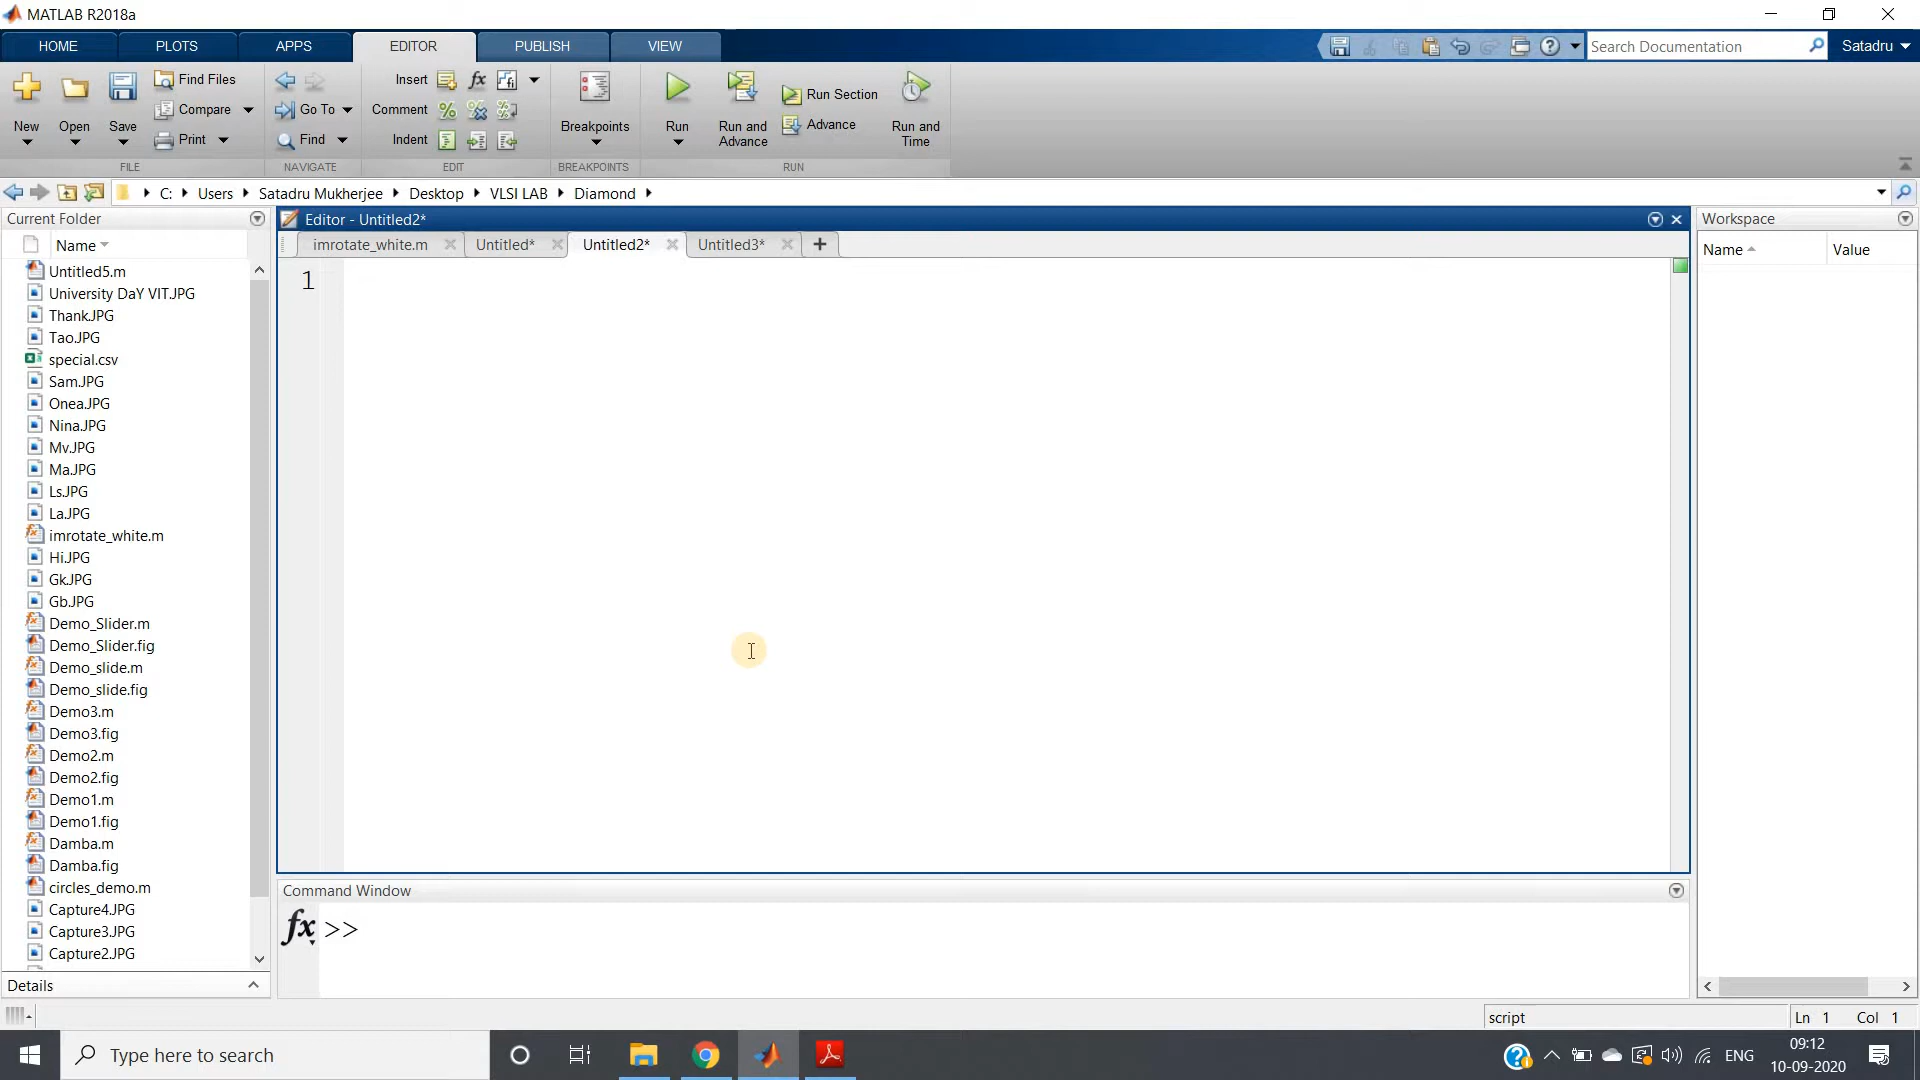 MATLAB R2018a
HOME PLOTS APPS EDITOR PUBLISH VIEW
Search Documentation
Satadru
New Open Save
Find Files
Compare
Print
FILE
Go To
Find
NAVIGATE
Insert fx
Comment
Indent
EDIT
Breakpoints
BREAKPOINTS
Run
Run and Advance
Run Section
Advance
Run and Time
RUN
C: Users Satadru Mukherjee Desktop VLSI LAB Diamond
Current Folder
Name
Untitled5.m
University DaY VIT.JPG
Thank.JPG
Tao.JPG
special.csv
Sam.JPG
Onea.JPG
Nina.JPG
Mv.JPG
Ma.JPG
Ls.JPG
La.JPG
imrotate_white.m
Hi.JPG
Gk.JPG
Gb.JPG
Demo_Slider.m
Demo_Slider.fig
Demo_slide.m
Demo_slide.fig
Demo3.m
Demo3.fig
Demo2.m
Demo2.fig
Demo1.m
Demo1.fig
Damba.m
Damba.fig
circles_demo.m
Capture4.JPG
Capture3.JPG
Capture2.JPG
Details
Editor - Untitled2*
imrotate_white.m Untitled* Untitled2* Untitled3* +
1
Command Window
fx >>
Workspace
Name Value
script
Ln 1 Col 1
Type here to search
ENG
09:12
10-09-2020